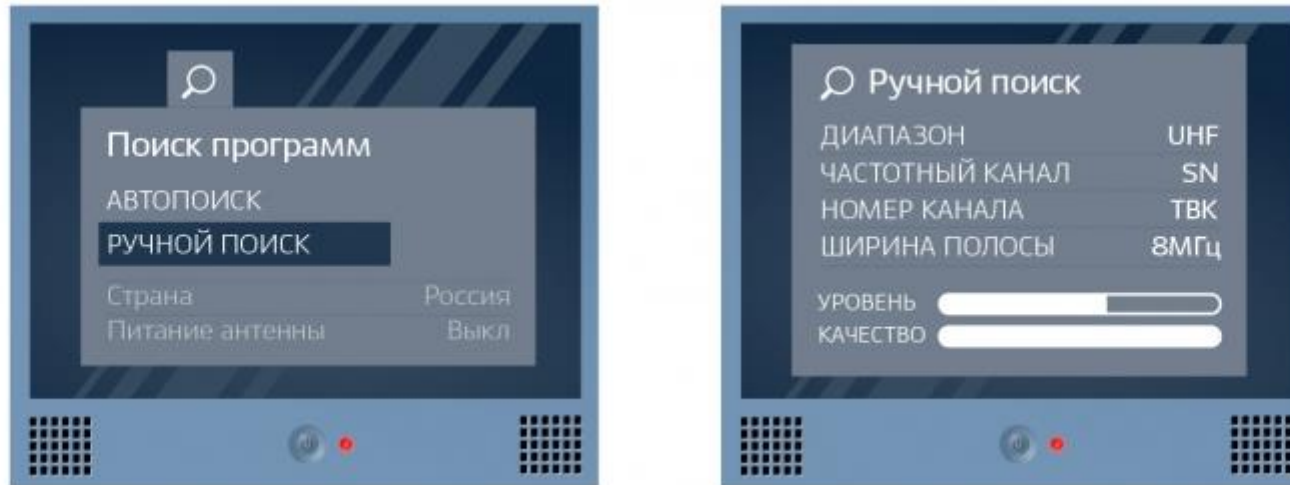 Поиск программ
АВТОПОИСК
РУЧНОЙ ПОИСК
Страна Россия
Питание антенны Выкл
Ручной поиск
ДИАПАЗОН UHF
ЧАСТОТНЫЙ КАНАЛ SN
НОМЕР КАНАЛА ТВК
ШИРИНА ПОЛОСЫ 8МГц
УРОВЕНЬ
КАЧЕСТВО